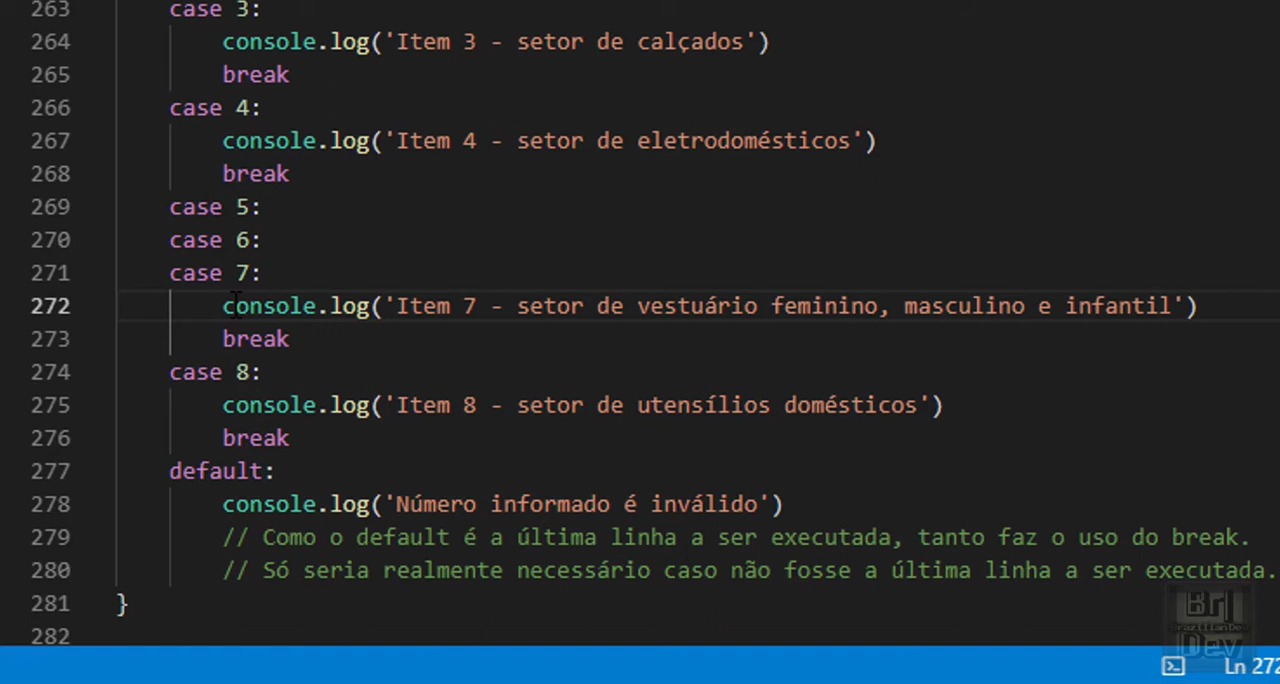 263 case 3:
264 console.log('Item 3 - setor de calçados')
265 break
266 case 4:
267 console.log('Item 4 - setor de eletrodomésticos')
268 break
269 case 5:
270 case 6:
271 case 7:
272 console.log('Item 7 - setor de vestuário feminino, masculino e infantil')
273 break
274 case 8:
275 console.log('Item 8 - setor de utensílios domésticos')
276 break
277 default:
278 console.log('Número informado é inválido')
279 // Como o default é a última linha a ser executada, tanto faz o uso do break.
280 // Só seria realmente necessário caso não fosse a última linha a ser executada.
281 }
282
BrJ
BrazilianDev
Dev
Ln 272